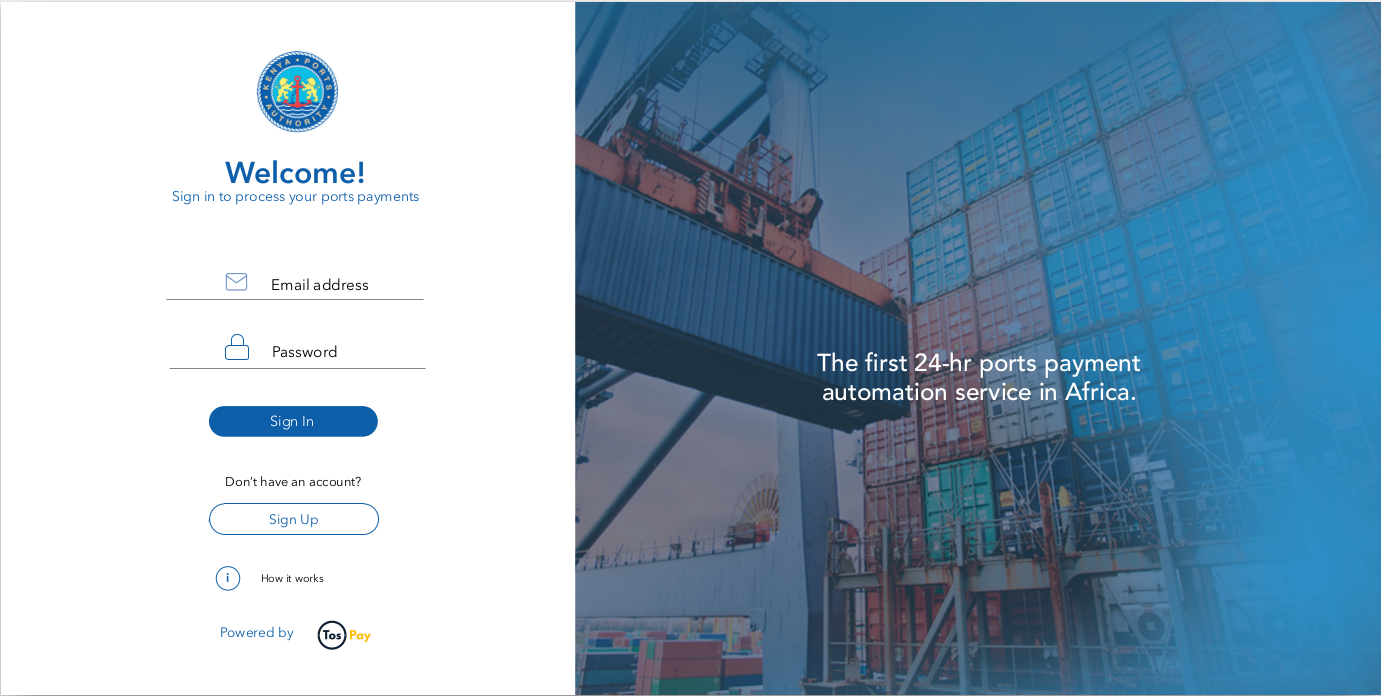 KENYA • PORTS • AUTHORITY •
Welcome!
Sign in to process your ports payments
Email address
Password
Sign In
Don't have an account?
Sign Up
i How it works
Powered by Tos Pay
The first 24-hr ports payment
automation service in Africa.